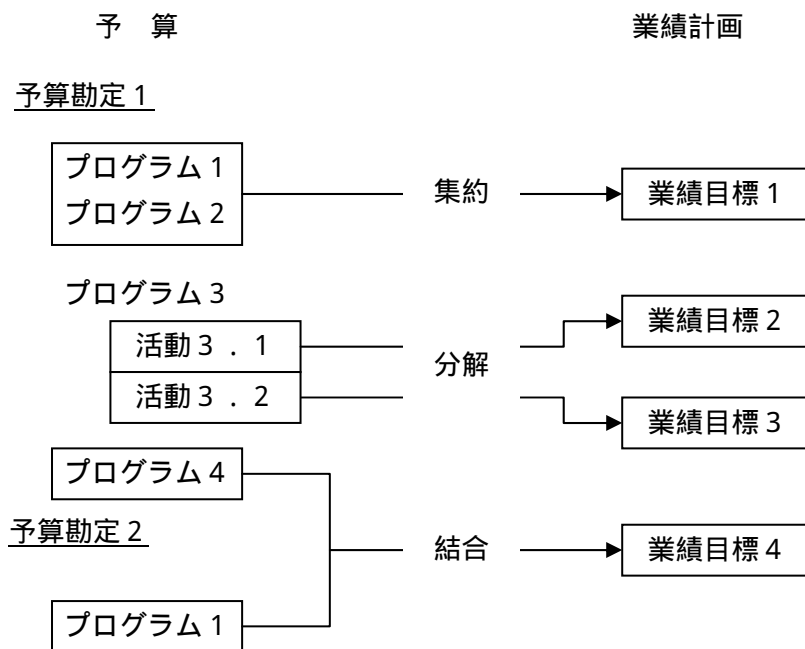 予　算
業績計画
予算勘定１
プログラム１
プログラム２
集約
業績目標１
プログラム３
活動３．１
活動３．２
分解
業績目標２
業績目標３
プログラム４
予算勘定２
結合
業績目標４
プログラム１